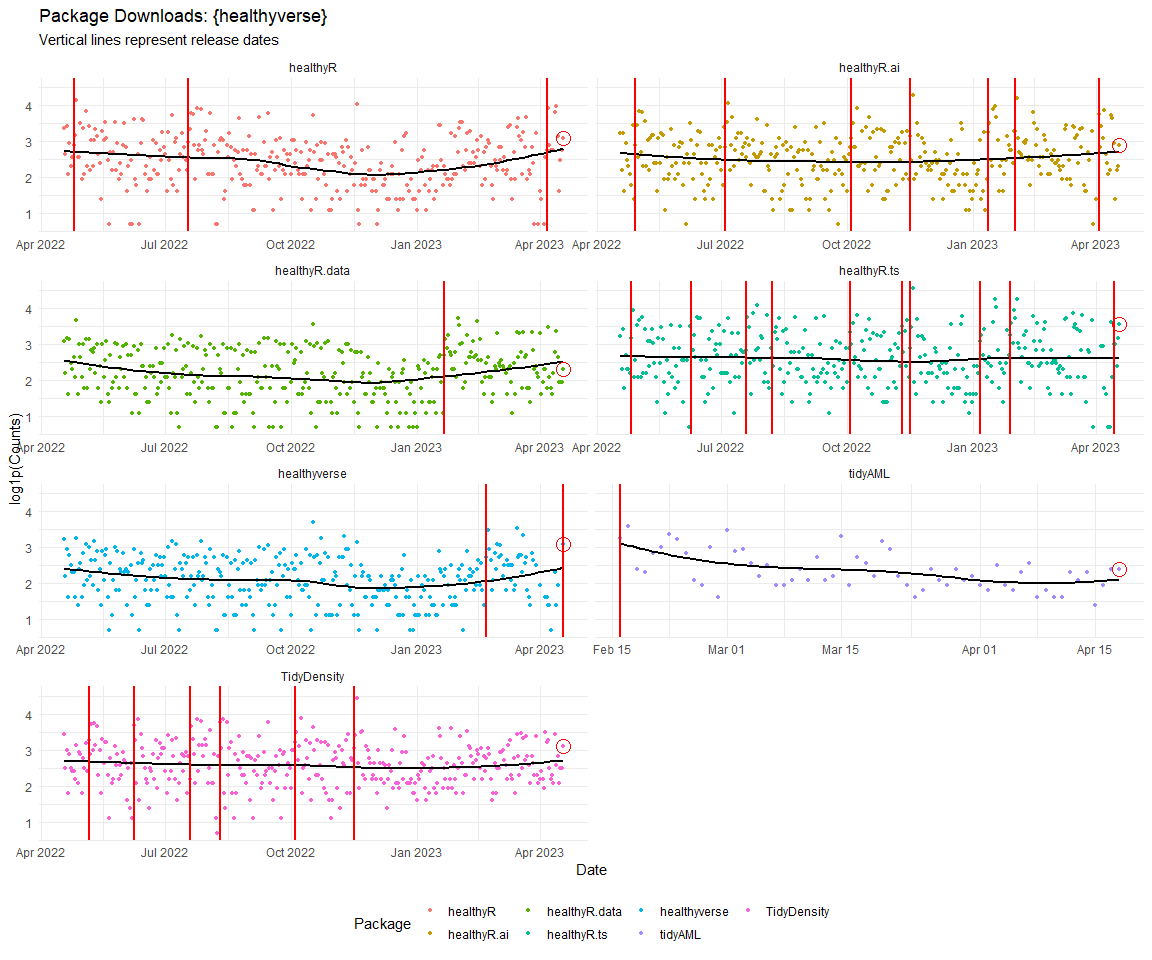 Package Downloads: {healthyverse}
Vertical lines represent release dates
healthyR
healthyR.ai
4
3
2
1
Apr 2022 Jul 2022 Oct 2022 Jan 2023 Apr 2023
Apr 2022 Jul 2022 Oct 2022 Jan 2023 Apr 2023
healthyR.data
healthyR.ts
4
3
2
1
Apr 2022 Jul 2022 Oct 2022 Jan 2023 Apr 2023
Apr 2022 Jul 2022 Oct 2022 Jan 2023 Apr 2023
log1p(Counts)
healthyverse
tidyAML
4
3
2
1
Apr 2022 Jul 2022 Oct 2022 Jan 2023 Apr 2023
Feb 15 Mar 01 Mar 15 Apr 01 Apr 15
TidyDensity
4
3
2
1
Apr 2022 Jul 2022 Oct 2022 Jan 2023 Apr 2023
Date
Package
healthyR healthyR.data healthyverse TidyDensity
healthyR.ai healthyR.ts tidyAML